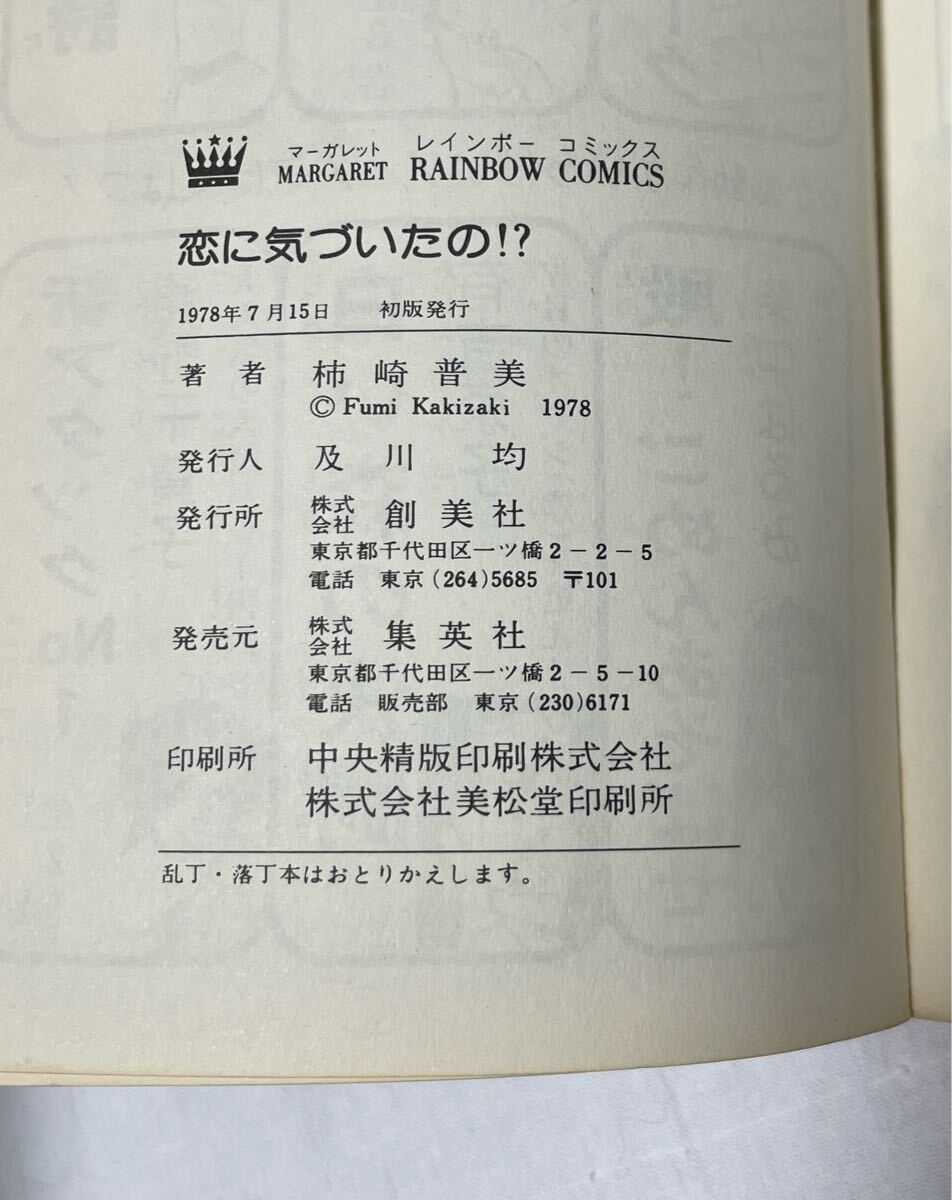 マーガレット レインボー コミックス
MARGARET RAINBOW COMICS
恋に気づいたの!?
1978年7月15日 初版発行
著者 柿崎普美
© Fumi Kakizaki 1978
発行人 及川 均
発行所 株式会社 創美社
東京都千代田区一ツ橋2－2－5
電話 東京(264)5685 〒101
発売元 株式会社 集英社
東京都千代田区一ツ橋2－5－10
電話 販売部 東京(230)6171
印刷所 中央精版印刷株式会社
株式会社美松堂印刷所
乱丁・落丁本はおとりかえします。